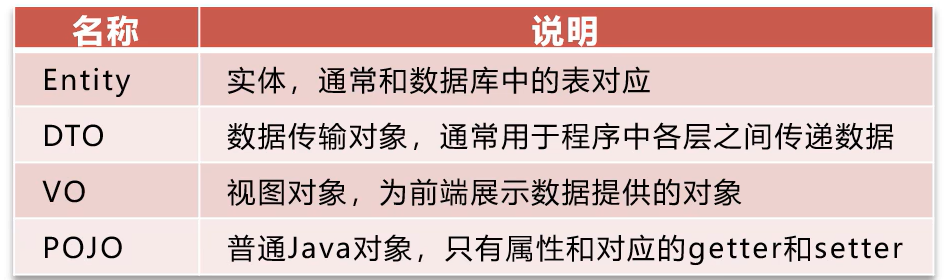 名称 说明
Entity 实体，通常和数据库中的表对应
DTO 数据传输对象，通常用于程序中各层之间传递数据
VO 视图对象，为前端展示数据提供的对象
POJO 普通Java对象，只有属性和对应的getter和setter